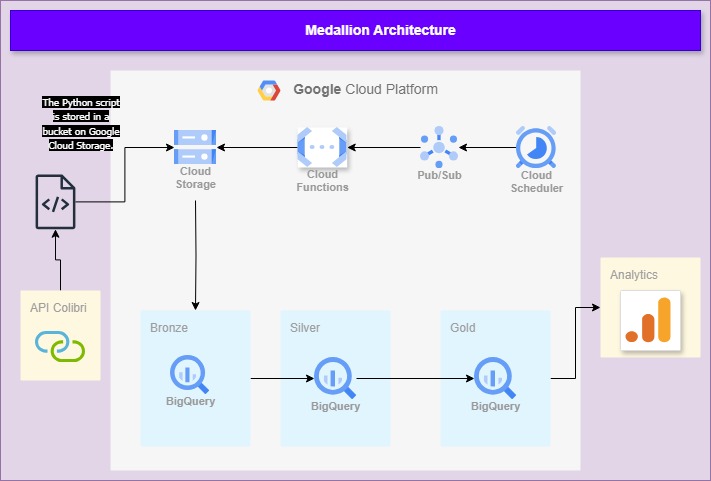 Medallion Architecture
Google Cloud Platform
The Python script
is stored in a
bucket on Google
Cloud Storage.
Cloud
Storage
Cloud
Functions
Pub/Sub
Cloud
Scheduler
API Colibri
Analytics
Bronze
Silver
Gold
BigQuery
BigQuery
BigQuery